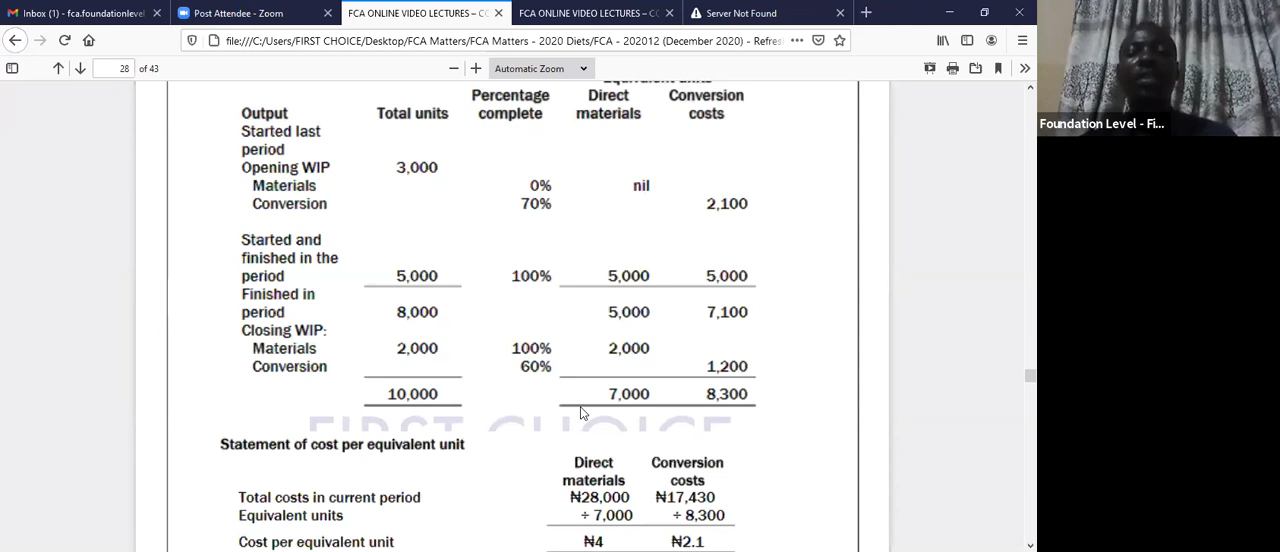 Inbox (1) - fca.foundationlevel
Post Attendee - Zoom
FCA ONLINE VIDEO LECTURES – CO
FCA ONLINE VIDEO LECTURES – CO
Server Not Found
file:///C:/Users/FIRST CHOICE/Desktop/FCA Matters/FCA Matters - 2020 Diets/FCA - 202012 (December 2020) - Refres
28 of 43
Automatic Zoom
Foundation Level - Fi...
Equivalent units
Output Total units Percentage complete Direct materials Conversion costs
Started last
period
Opening WIP 3,000
Materials 0% nil
Conversion 70% 2,100
Started and
finished in the
period 5,000 100% 5,000 5,000
Finished in
period 8,000 5,000 7,100
Closing WIP:
Materials 2,000 100% 2,000
Conversion 60% 1,200
10,000 7,000 8,300
FIRST CHOICE
Statement of cost per equivalent unit
Direct materials Conversion costs
Total costs in current period ₦28,000 ₦17,430
Equivalent units ÷ 7,000 ÷ 8,300
Cost per equivalent unit ₦4 ₦2.1